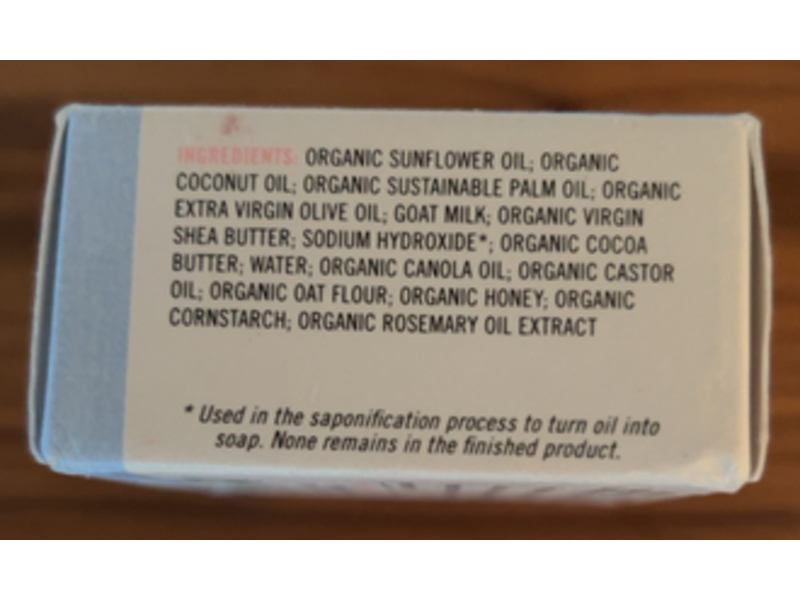 INGREDIENTS: ORGANIC SUNFLOWER OIL; ORGANIC
COCONUT OIL; ORGANIC SUSTAINABLE PALM OIL; ORGANIC
EXTRA VIRGIN OLIVE OIL; GOAT MILK; ORGANIC VIRGIN
SHEA BUTTER; SODIUM HYDROXIDE*; ORGANIC COCOA
BUTTER; WATER; ORGANIC CANOLA OIL; ORGANIC CASTOR
OIL; ORGANIC OAT FLOUR; ORGANIC HONEY; ORGANIC
CORNSTARCH; ORGANIC ROSEMARY OIL EXTRACT
* Used in the saponification process to turn oil into
soap. None remains in the finished product.